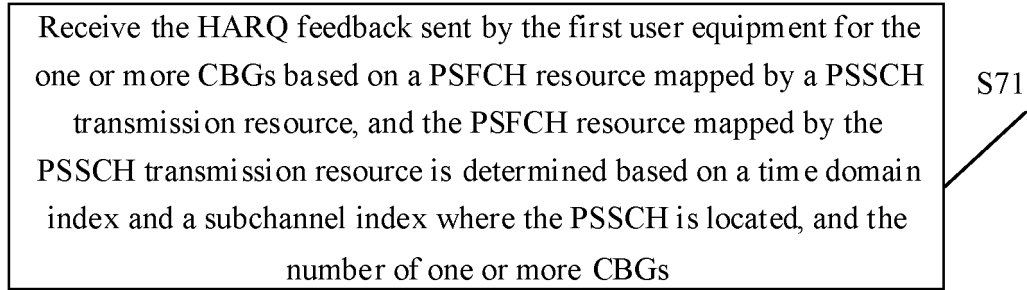 Receive the HARQ feedback sent by the first user equipment for the
one or more CBGs based on a PSFCH resource mapped by a PSSCH
transmission resource, and the PSFCH resource mapped by the
PSSCH transmission resource is determined based on a time domain
index and a subchannel index where the PSSCH is located, and the
number of one or more CBGs
S71